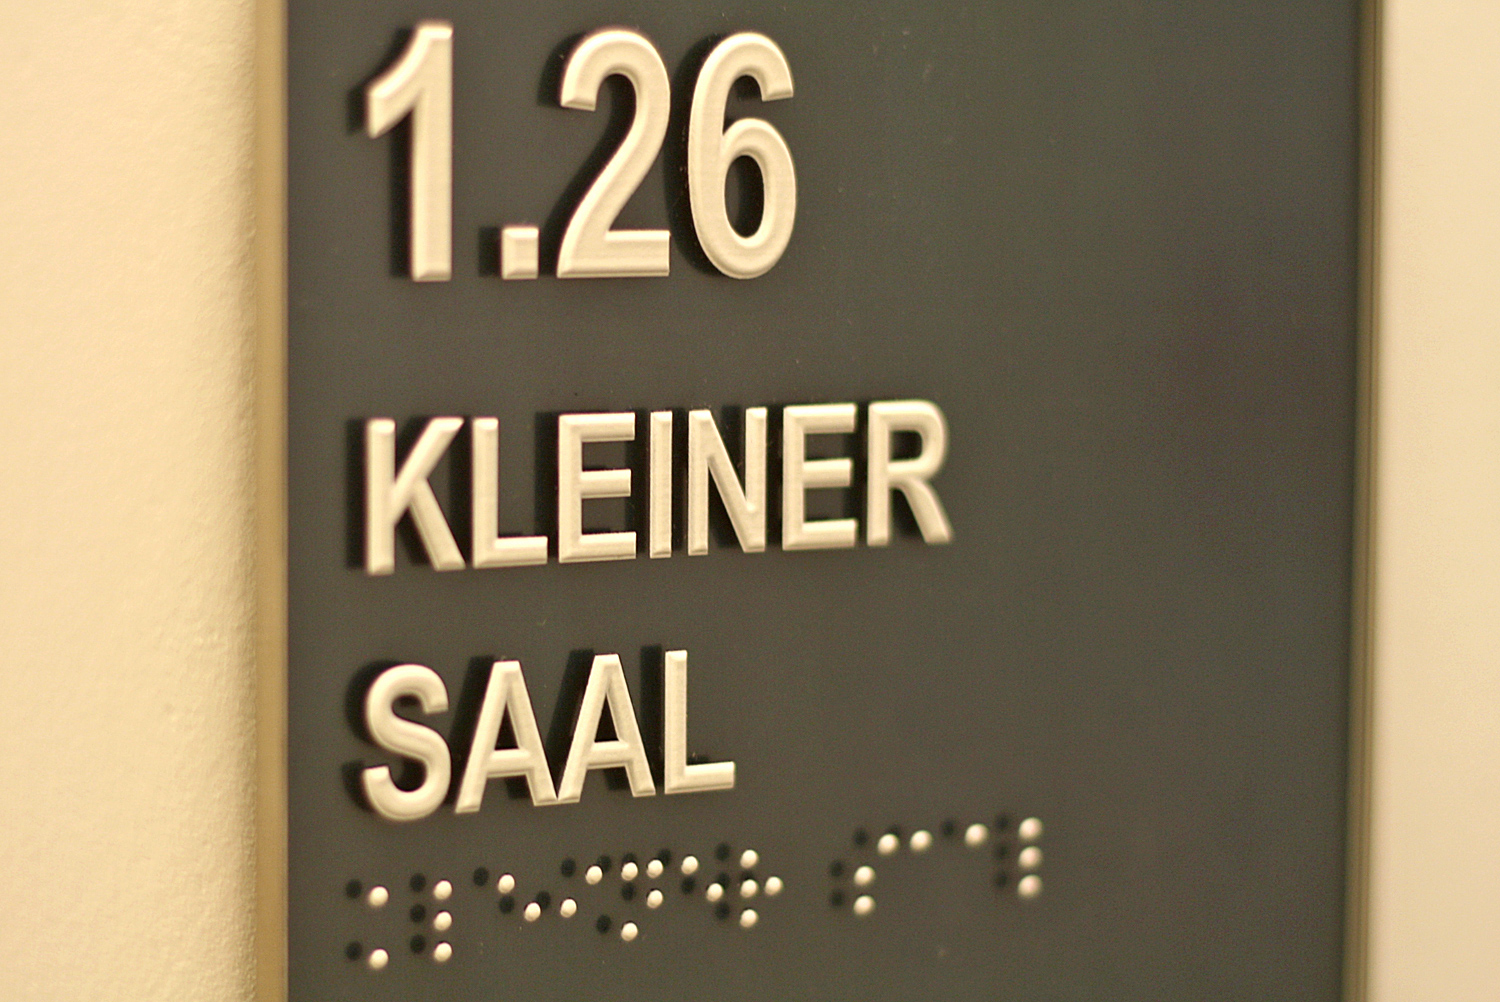 1.26
KLEINER
SAAL
⠅⠇⠑⠊⠝⠑⠗ ⠎⠁⠁⠇